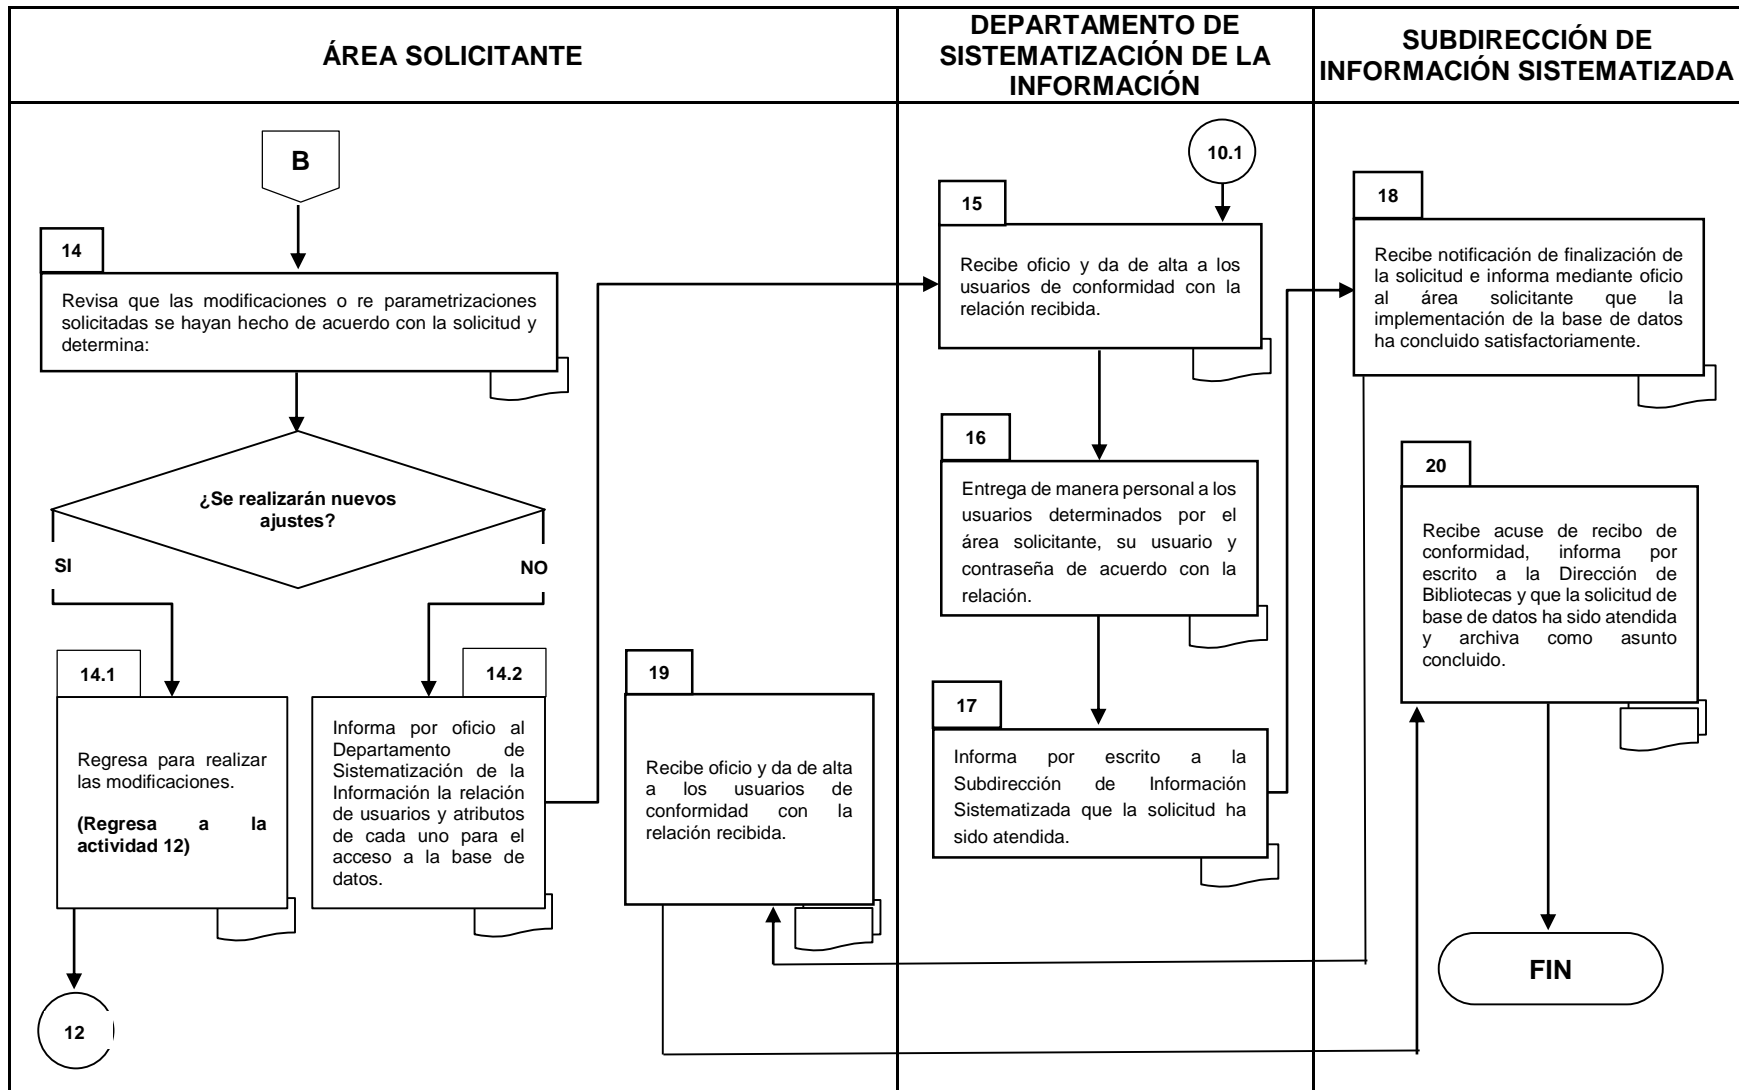 ÁREA SOLICITANTE
DEPARTAMENTO DE
SISTEMATIZACIÓN DE LA
INFORMACIÓN
SUBDIRECCIÓN DE
INFORMACIÓN SISTEMATIZADA
B
14
Revisa que las modificaciones o re parametrizaciones
solicitadas se hayan hecho de acuerdo con la solicitud y
determina:
¿Se realizarán nuevos
ajustes?
SI
NO
14.1
Regresa para realizar
las modificaciones.
(Regresa a la
actividad 12)
12
14.2
Informa por oficio al
Departamento de
Sistematización de la
Información la relación
de usuarios y atributos
de cada uno para el
acceso a la base de
datos.
19
Recibe oficio y da de alta
a los usuarios de
conformidad con la
relación recibida.
10.1
15
Recibe oficio y da de alta a los
usuarios de conformidad con la
relación recibida.
16
Entrega de manera personal a los
usuarios determinados por el
área solicitante, su usuario y
contraseña de acuerdo con la
relación.
17
Informa por escrito a la
Subdirección de Información
Sistematizada que la solicitud ha
sido atendida.
18
Recibe notificación de finalización de
la solicitud e informa mediante oficio
al área solicitante que la
implementación de la base de datos
ha concluido satisfactoriamente.
20
Recibe acuse de recibo de
conformidad, informa por
escrito a la Dirección de
Bibliotecas y que la solicitud de
base de datos ha sido atendida
y archiva como asunto
concluido.
FIN